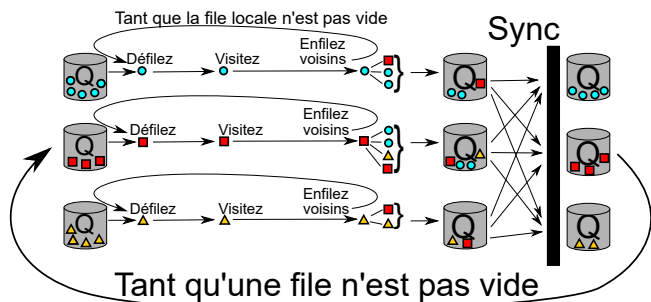 Tant que la file locale n'est pas vide
Sync
Enfilez
voisins
Défilez
Visitez
Q
Q
Q
Enfilez
voisins
Défilez
Visitez
Q
Q
Q
Enfilez
voisins
Défilez
Visitez
Q
Q
Q
Tant qu'une file n'est pas vide